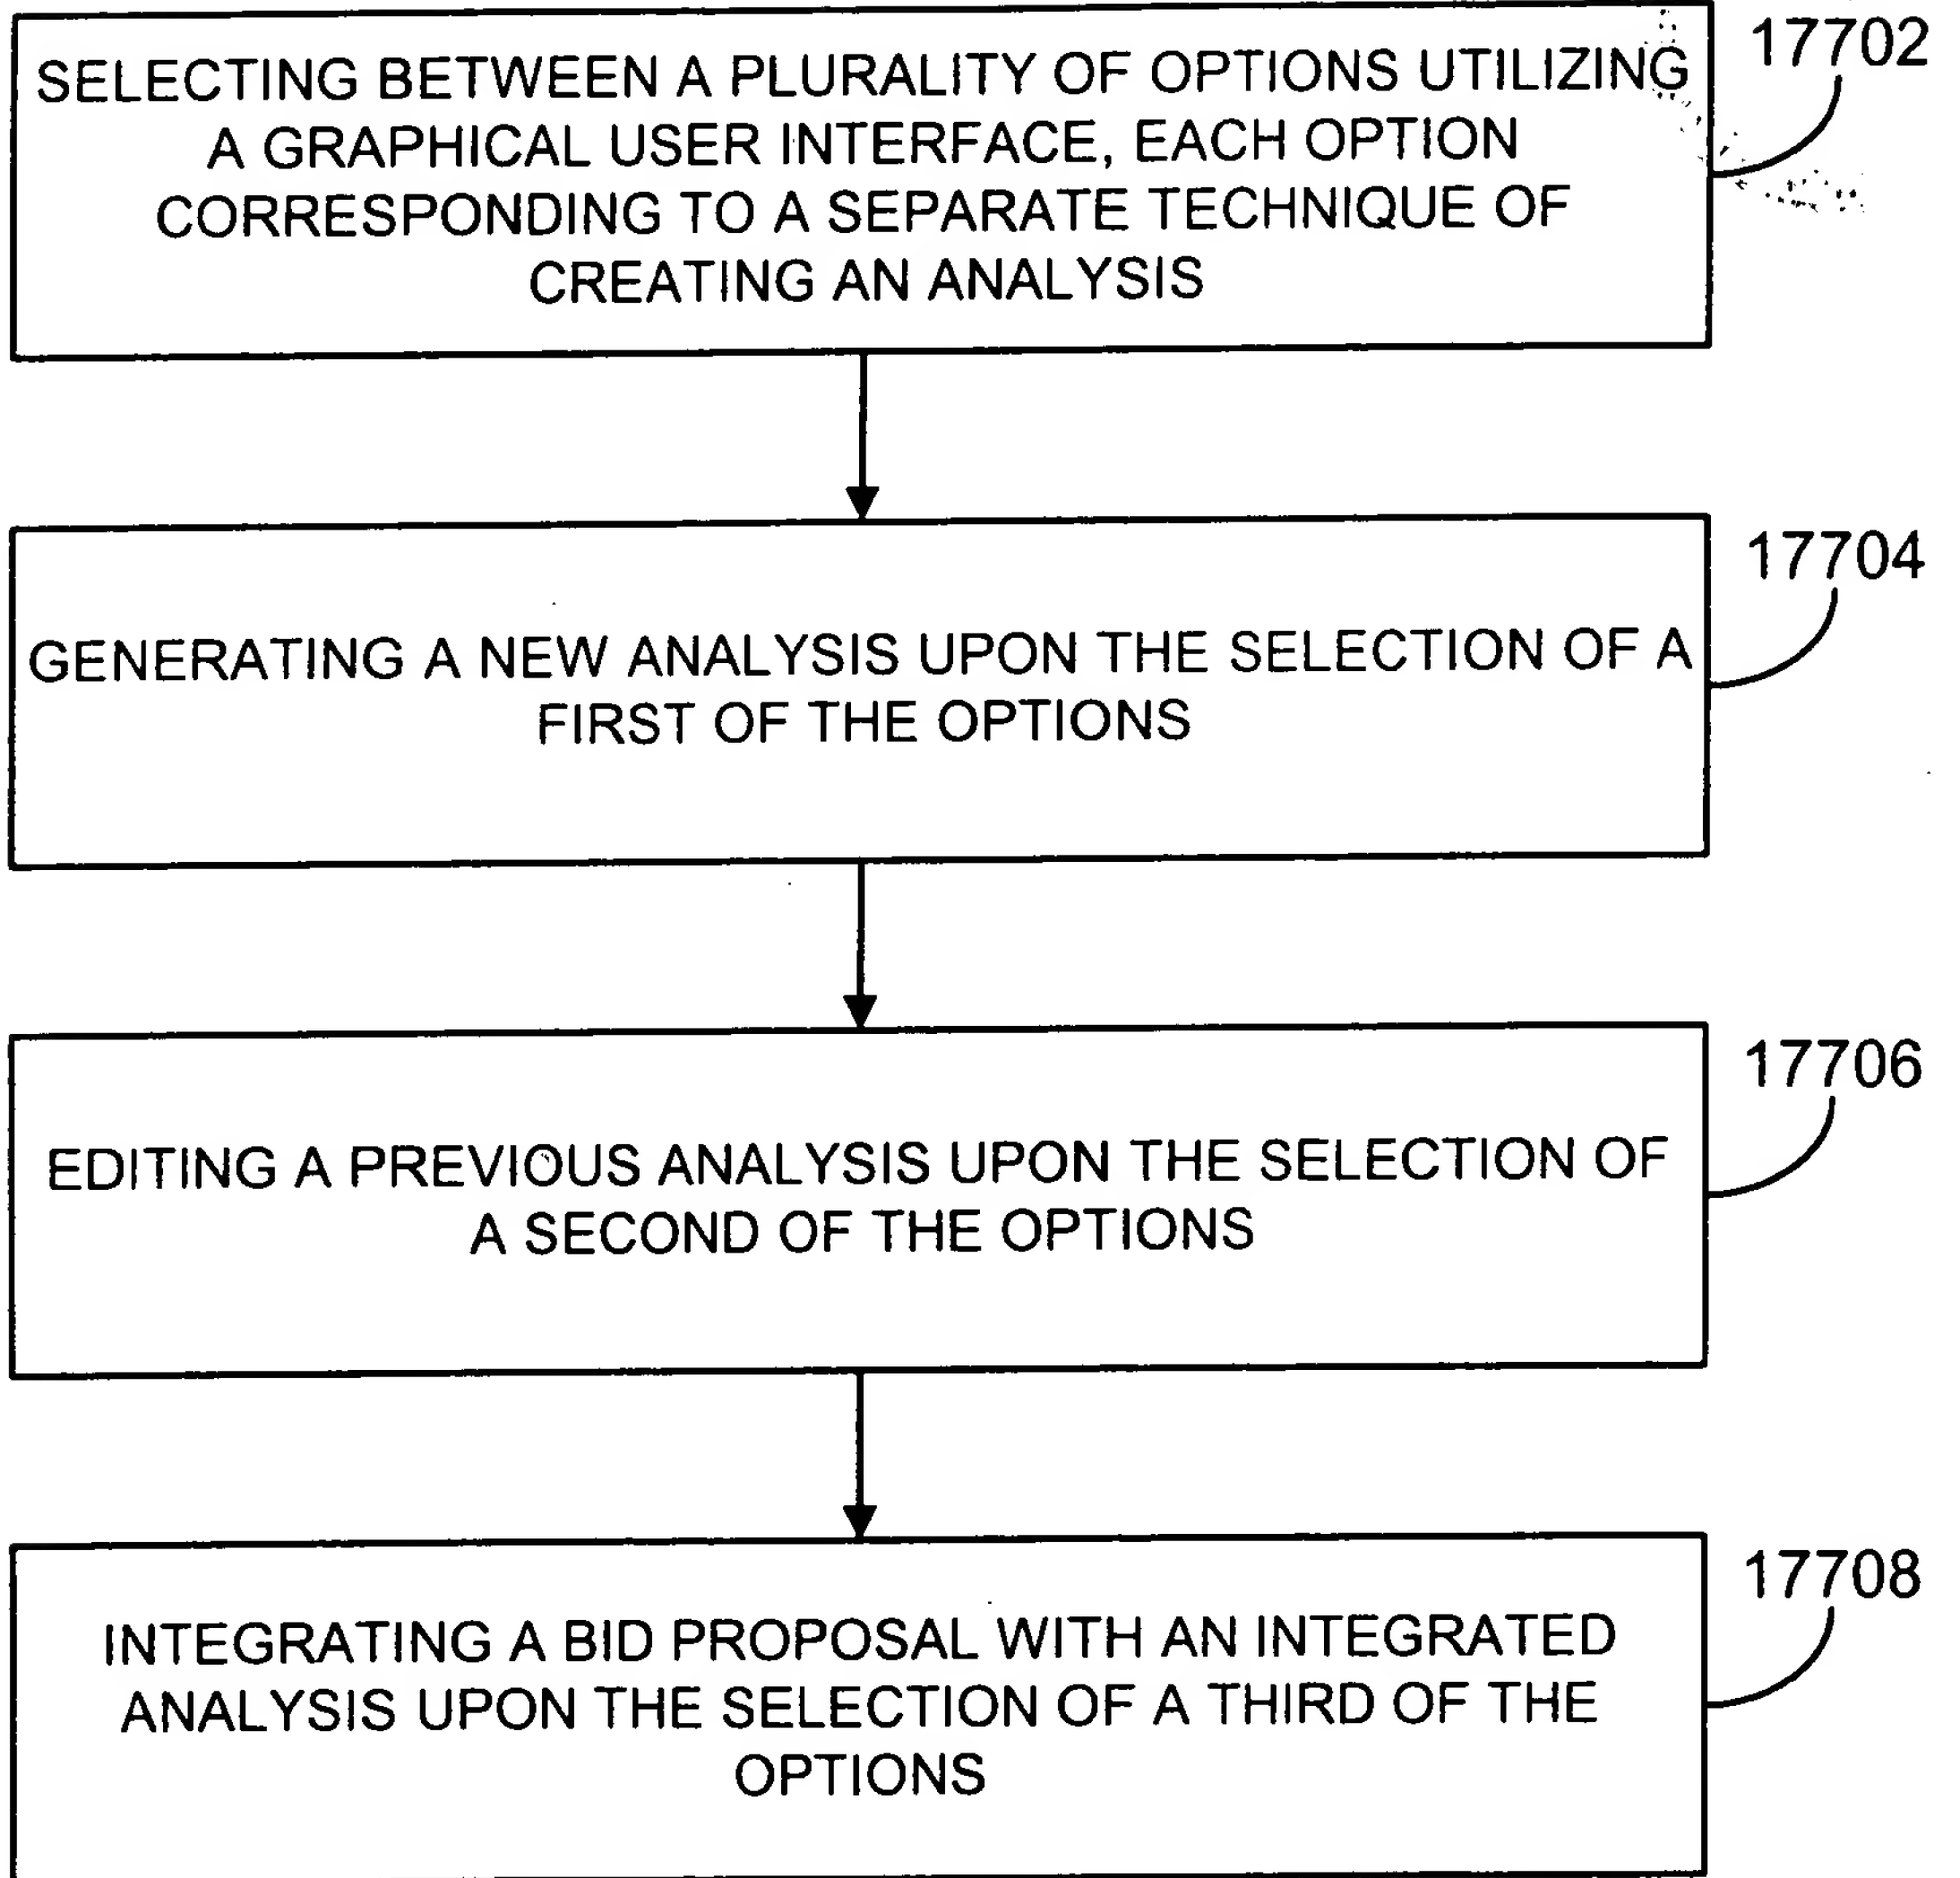 SELECTING BETWEEN A PLURALITY OF OPTIONS UTILIZING
A GRAPHICAL USER INTERFACE, EACH OPTION
CORRESPONDING TO A SEPARATE TECHNIQUE OF
CREATING AN ANALYSIS
17702
GENERATING A NEW ANALYSIS UPON THE SELECTION OF A
FIRST OF THE OPTIONS
17704
EDITING A PREVIOUS ANALYSIS UPON THE SELECTION OF
A SECOND OF THE OPTIONS
17706
INTEGRATING A BID PROPOSAL WITH AN INTEGRATED
ANALYSIS UPON THE SELECTION OF A THIRD OF THE
OPTIONS
17708